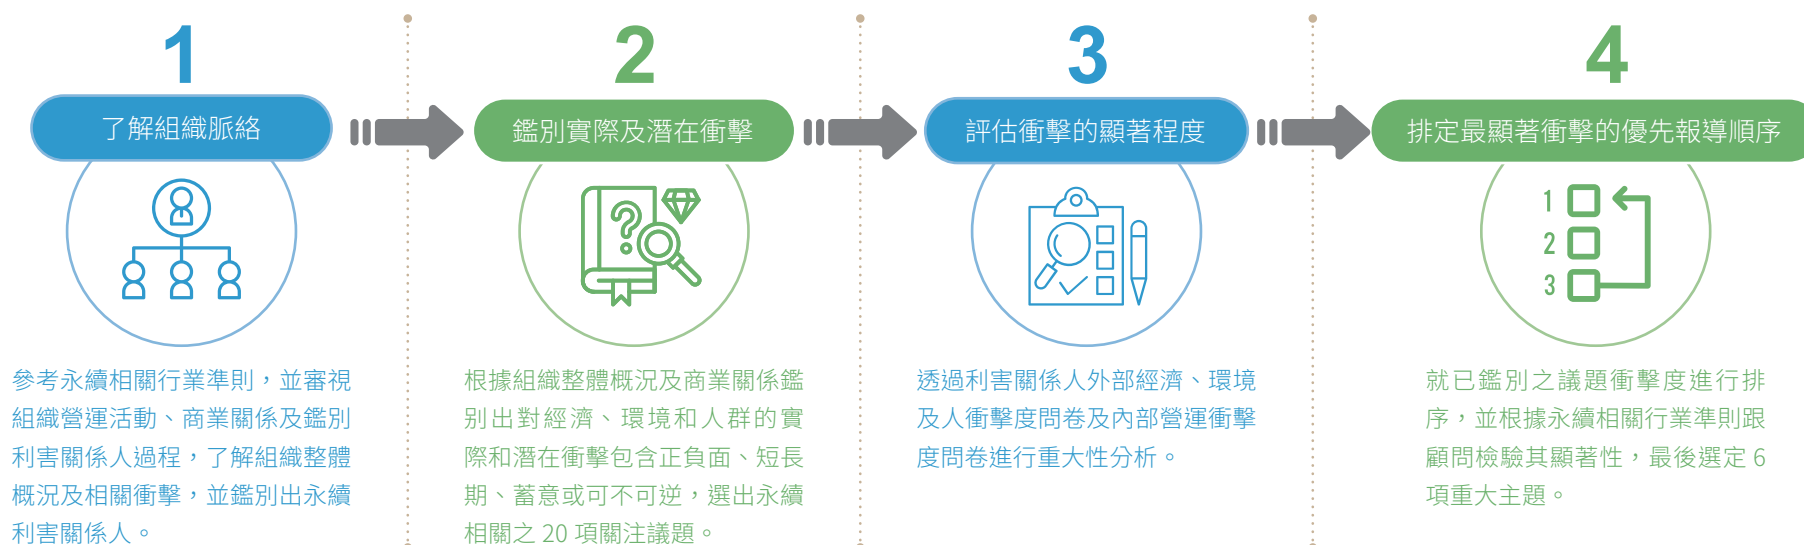 1
了解組織脈絡
參考永續相關行業準則，並審視
組織營運活動、商業關係及鑑別
利害關係人過程，了解組織整體
概況及相關衝擊，並鑑別出永續
利害關係人。
2
鑑別實際及潛在衝擊
根據組織整體概況及商業關係鑑
別出對經濟、環境和人群的實
際和潛在衝擊包含正負面、短長
期、蓄意或可不可逆，選出永續
相關之 20 項關注議題。
3
評估衝擊的顯著程度
透過利害關係人外部經濟、環境
及人衝擊度問卷及內部營運衝擊
度問卷進行重大性分析。
4
排定最顯著衝擊的優先報導順序
1
2
3
就已鑑別之議題衝擊度進行排
序，並根據永續相關行業準則跟
顧問檢驗其顯著性，最後選定 6
項重大主題。